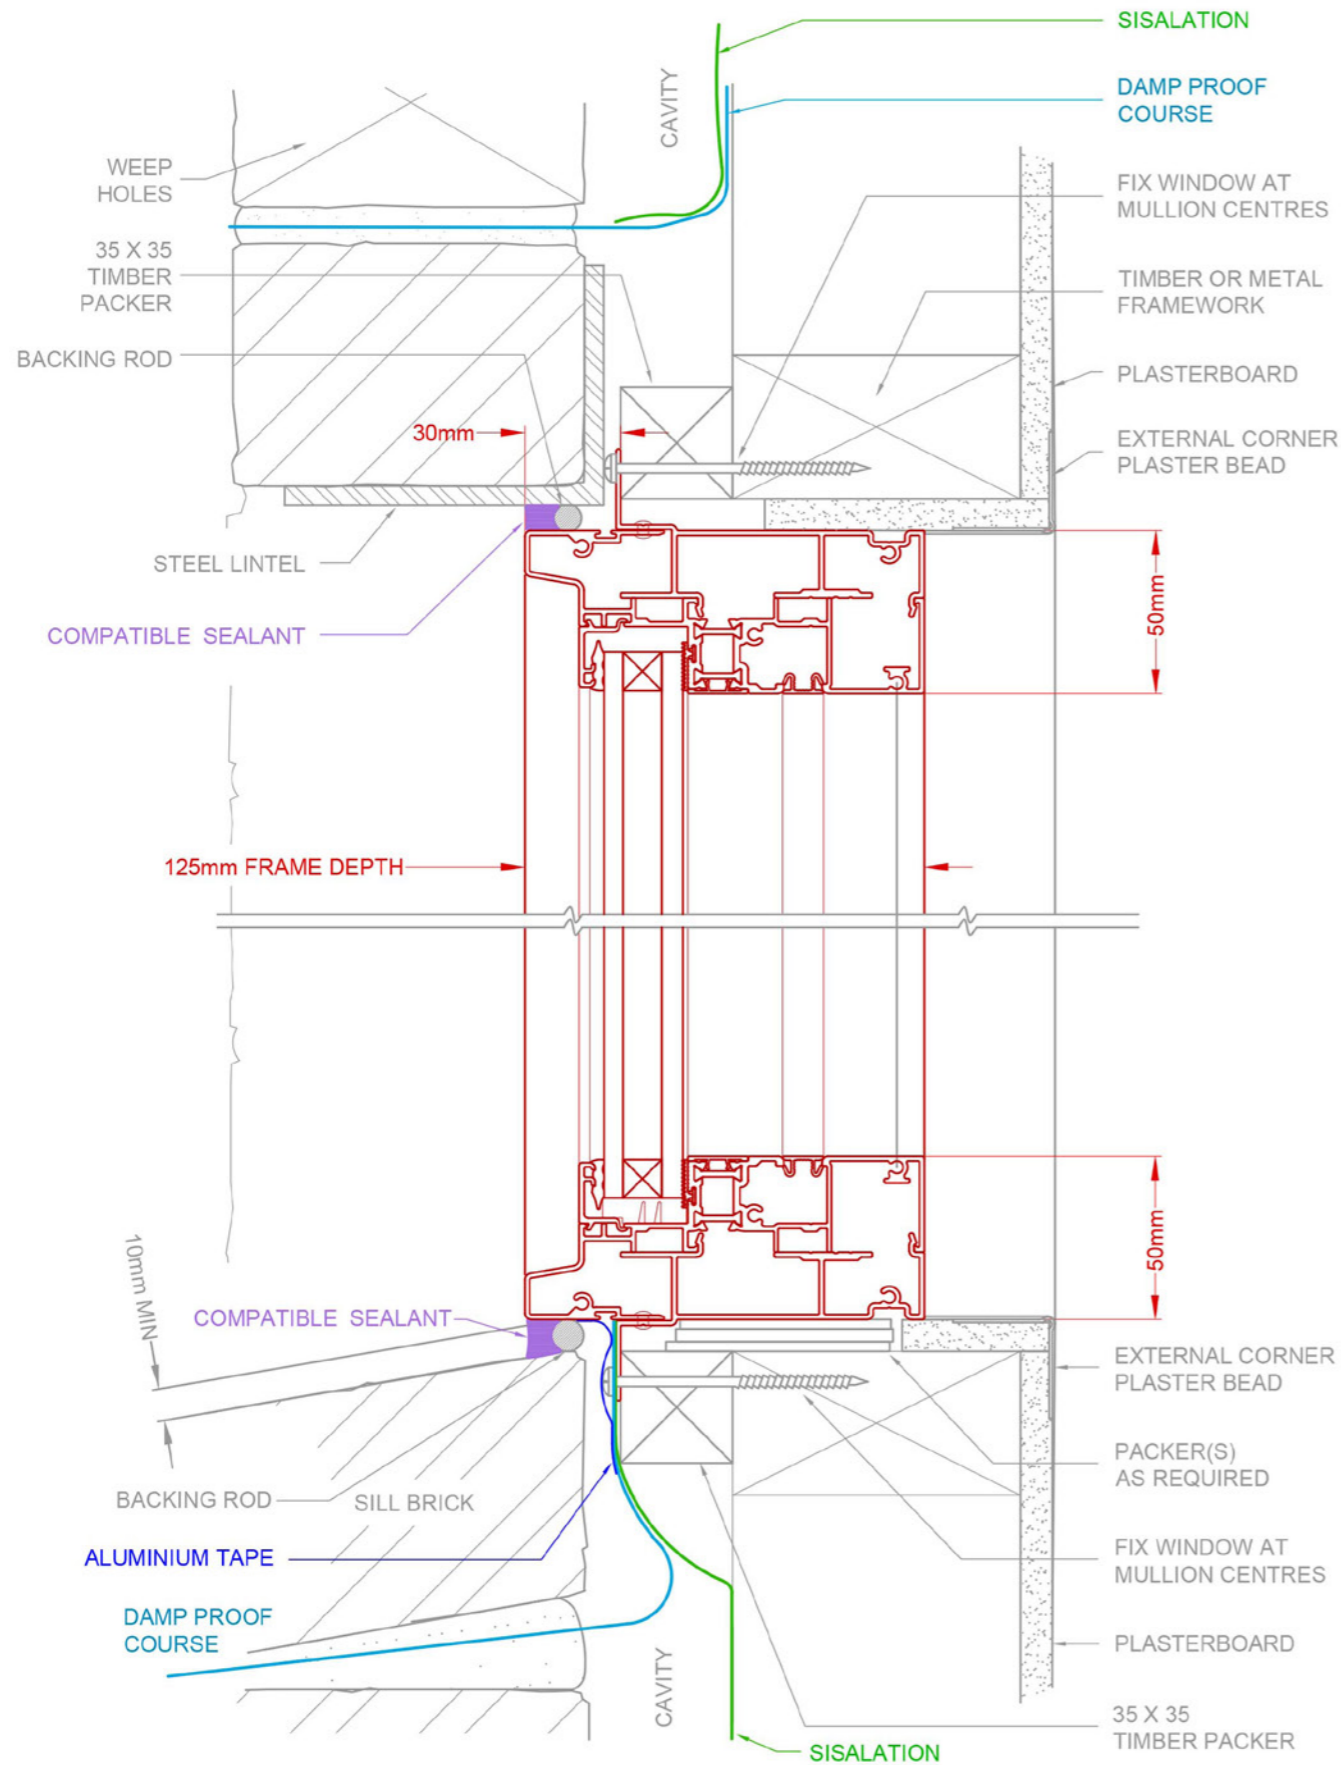 SISALATION
CAVITY
DAMP PROOF
COURSE
WEEP
HOLES
FIX WINDOW AT
MULLION CENTRES
35 X 35
TIMBER
PACKER
TIMBER OR METAL
FRAMEWORK
BACKING ROD
PLASTERBOARD
30mm
EXTERNAL CORNER
PLASTER BEAD
STEEL LINTEL
50mm
COMPATIBLE SEALANT
125mm FRAME DEPTH
50mm
10mm MIN
COMPATIBLE SEALANT
EXTERNAL CORNER
PLASTER BEAD
PACKER(S)
AS REQUIRED
BACKING ROD
SILL BRICK
ALUMINIUM TAPE
FIX WINDOW AT
MULLION CENTRES
DAMP PROOF
COURSE
PLASTERBOARD
CAVITY
35 X 35
TIMBER PACKER
SISALATION